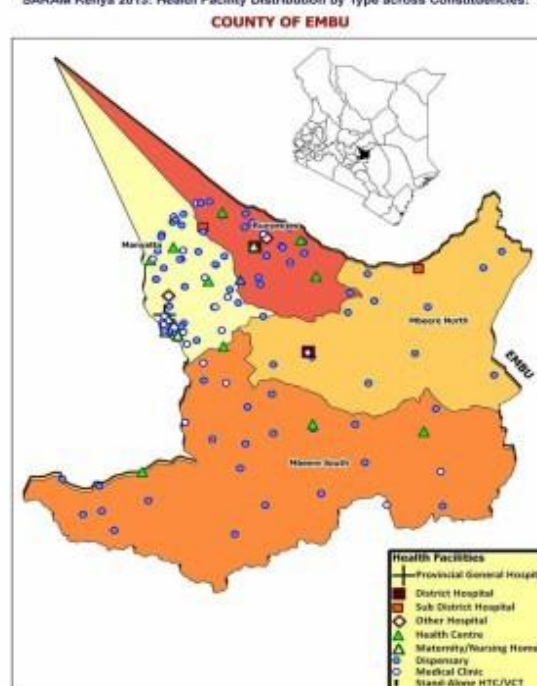 SARAM Kenya 2013: Health Facility Distribution by Type across Constituencies:
COUNTY OF EMBU
Runyenjes
Manyatta
Mbeere North
EMBU
Mbeere South
Health Facilities
Provincial General Hospit
District Hospital
Sub District Hospital
Other Hospital
Health Centre
Maternity/Nursing Home
Dispensary
Medical Clinic
Stand Alone HTC/VCT